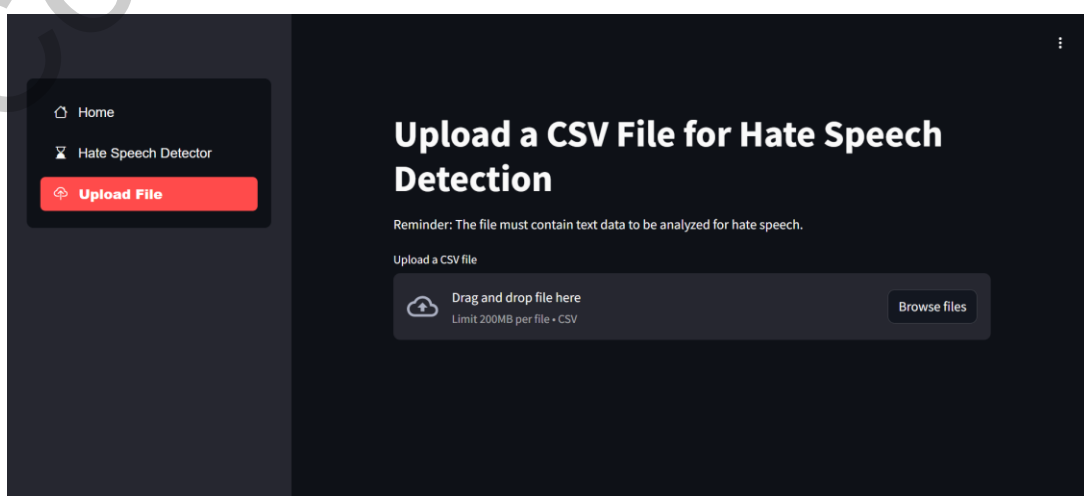 Home
Hate Speech Detector
Upload File
Upload a CSV File for Hate Speech
Detection
Reminder: The file must contain text data to be analyzed for hate speech.
Upload a CSV file
Drag and drop file here
Limit 200MB per file • CSV
Browse files